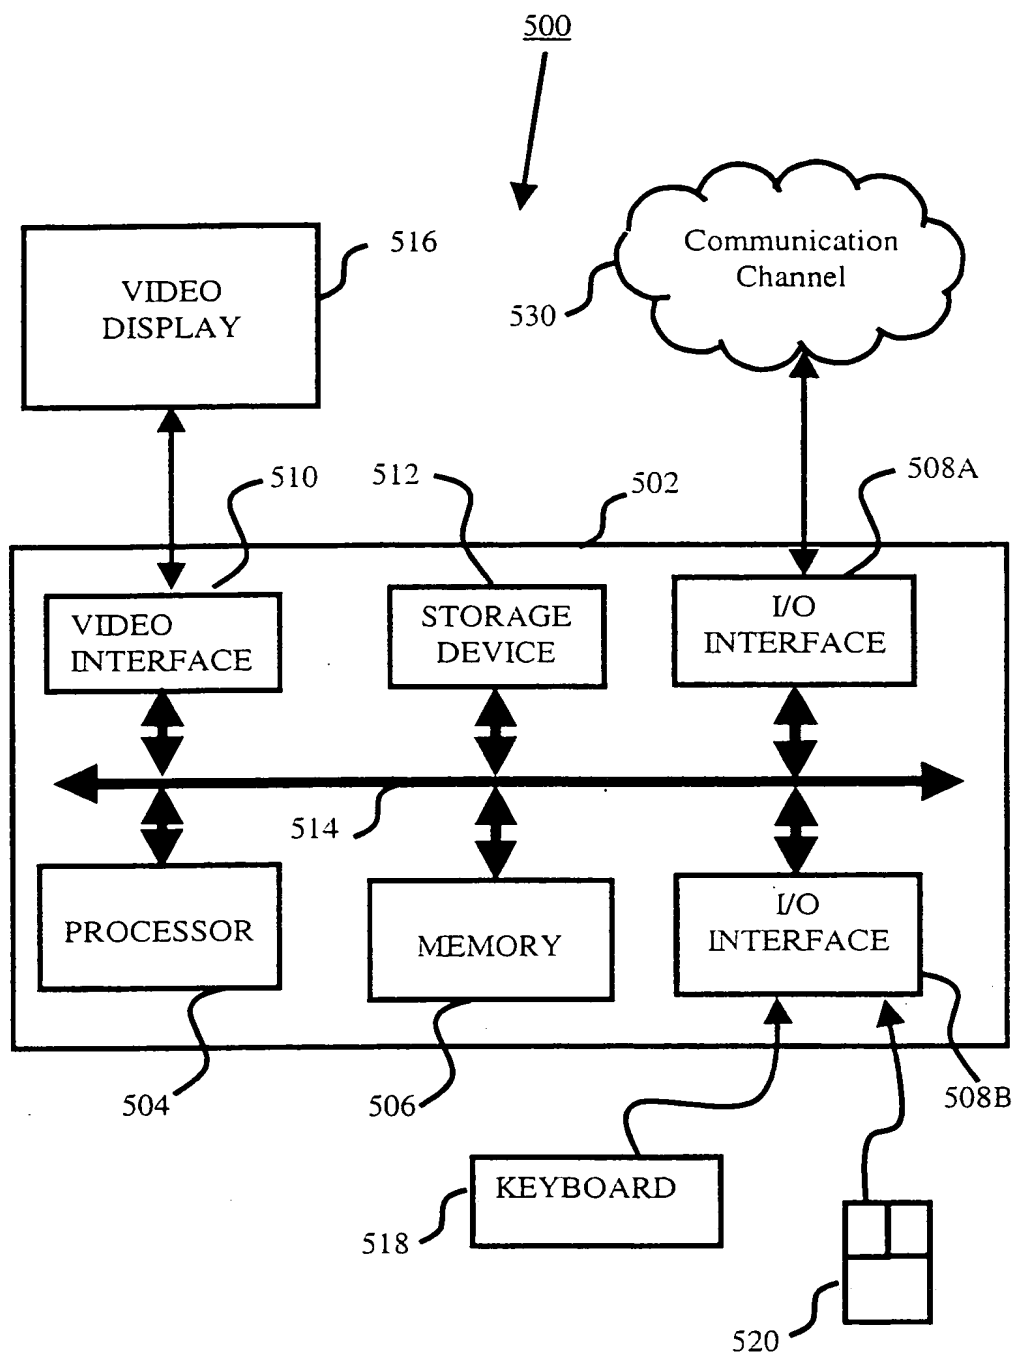 500
Communication
Channel
516
VIDEO
DISPLAY
530
510
512
502
508A
VIDEO
INTERFACE
STORAGE
DEVICE
I/O
INTERFACE
514
PROCESSOR
MEMORY
I/O
INTERFACE
504
506
508B
KEYBOARD
518
520